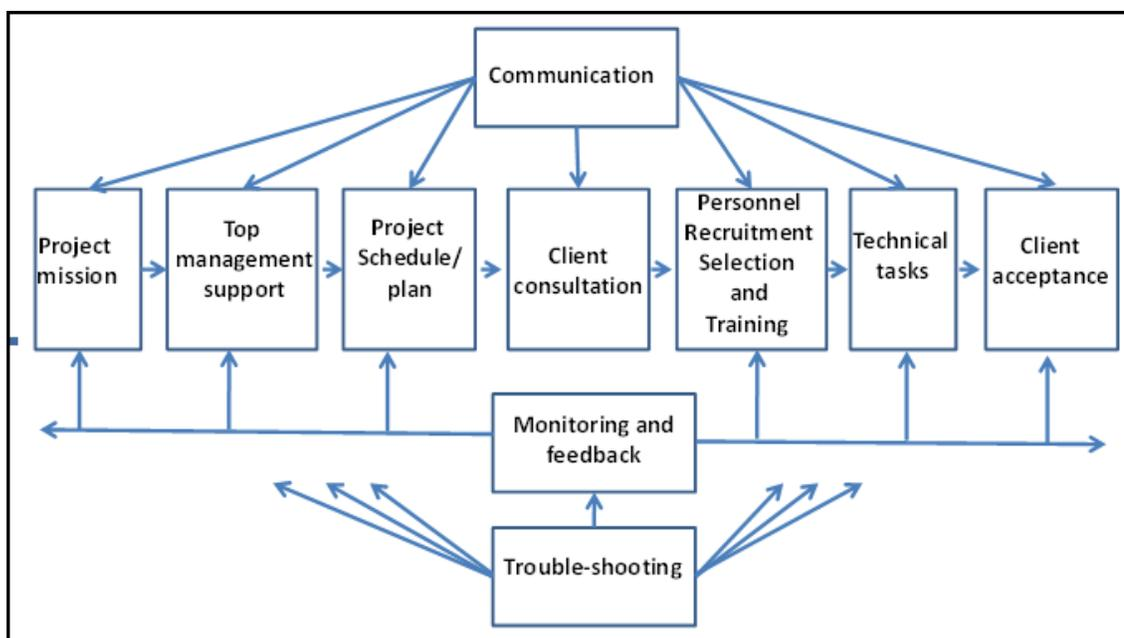 Communication
Project
mission
Top
management
support
Project
Schedule/
plan
Client
consultation
Personnel
Recruitment
Selection
and
Training
Technical
tasks
Client
acceptance
Monitoring and
feedback
Trouble-shooting